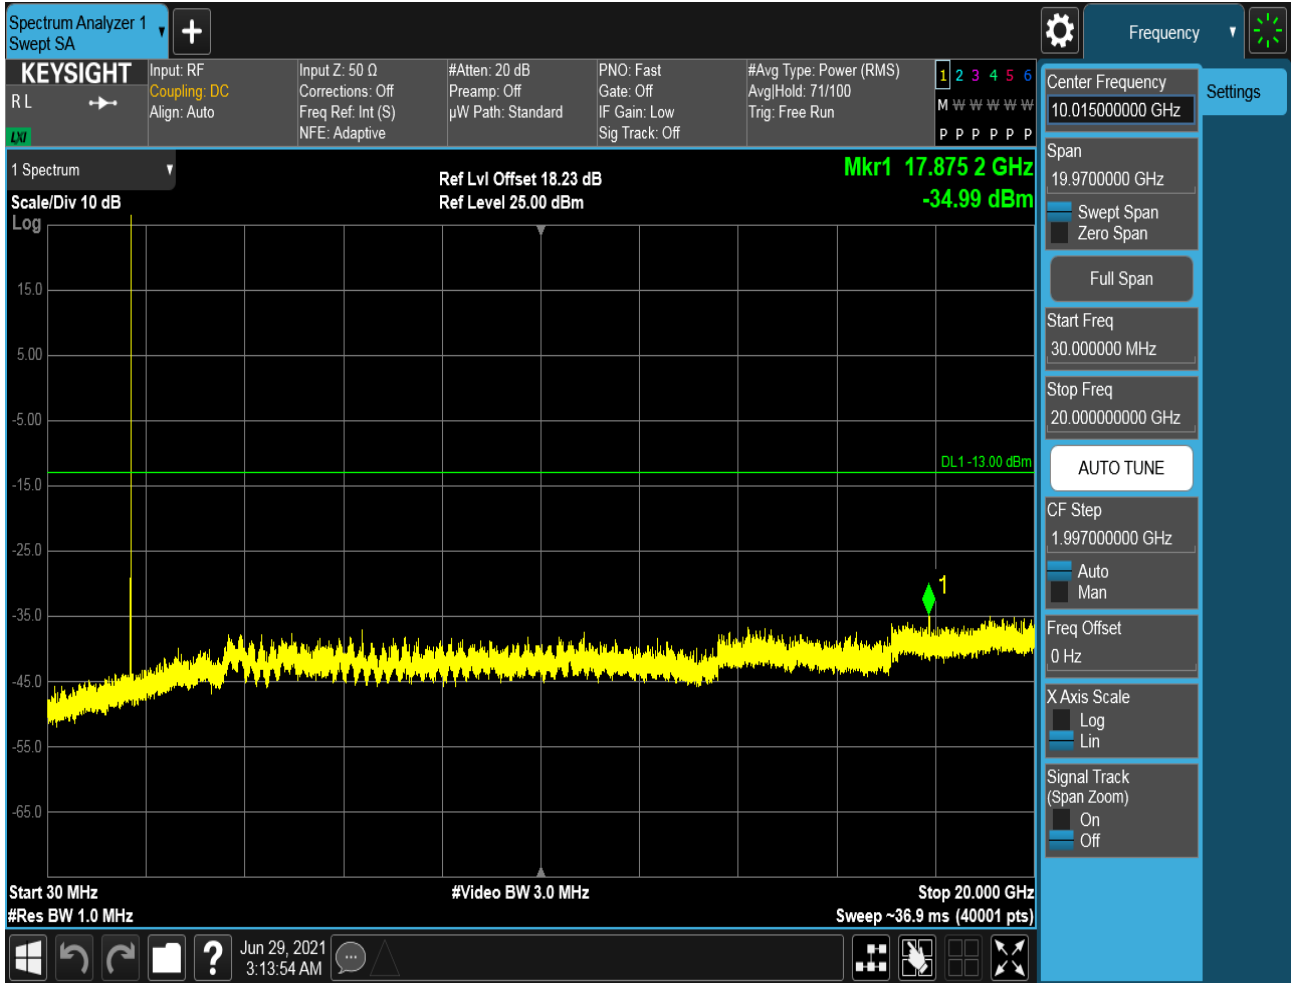 Spectrum Analyzer 1
Swept SA
Frequency
KEYSIGHT
R L
LXI
Input: RF
Coupling: DC
Align: Auto
Input Z: 50 Ω
Corrections: Off
Freq Ref: Int (S)
NFE: Adaptive
#Atten: 20 dB
Preamp: Off
µW Path: Standard
PNO: Fast
Gate: Off
IF Gain: Low
Sig Track: Off
#Avg Type: Power (RMS)
Avg|Hold: 71/100
Trig: Free Run
1 2 3 4 5 6
M W W W W W
P P P P P P
1 Spectrum
Scale/Div 10 dB
Log
Ref Lvl Offset 18.23 dB
Ref Level 25.00 dBm
Mkr1 17.875 2 GHz
-34.99 dBm
15.0
5.00
-5.00
-15.0
-25.0
-35.0
-45.0
-55.0
-65.0
DL1 -13.00 dBm
1
Start 30 MHz
#Res BW 1.0 MHz
#Video BW 3.0 MHz
Stop 20.000 GHz
Sweep ~36.9 ms (40001 pts)
Jun 29, 2021
3:13:54 AM
Center Frequency
10.015000000 GHz
Span
19.9700000 GHz
Swept Span
Zero Span
Full Span
Start Freq
30.000000 MHz
Stop Freq
20.000000000 GHz
AUTO TUNE
CF Step
1.997000000 GHz
Auto
Man
Freq Offset
0 Hz
X Axis Scale
Log
Lin
Signal Track
(Span Zoom)
On
Off
Settings